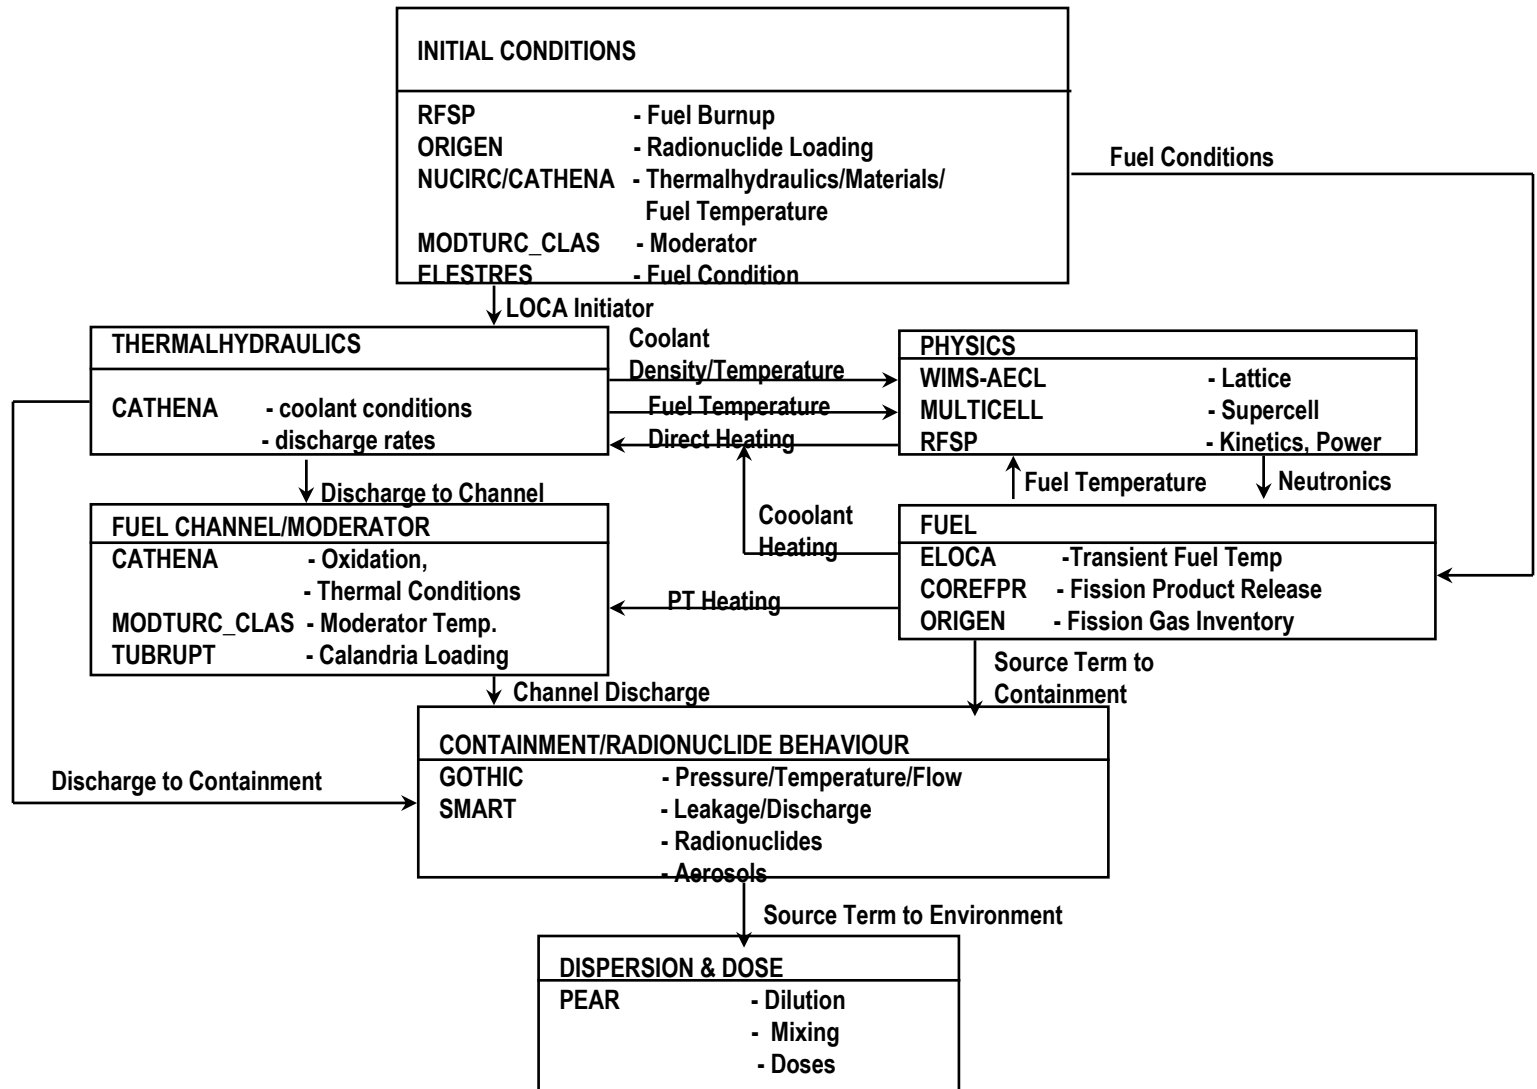 INITIAL CONDITIONS
RFSP - Fuel Burnup
ORIGEN - Radionuclide Loading
NUCIRC/CATHENA - Thermalhydraulics/Materials/
Fuel Temperature
MODTURC_CLAS - Moderator
ELESTRES - Fuel Condition
Fuel Conditions
LOCA Initiator
THERMALHYDRAULICS
CATHENA - coolant conditions
- discharge rates
Coolant
Density/Temperature
Fuel Temperature
Direct Heating
PHYSICS
WIMS-AECL - Lattice
MULTICELL - Supercell
RFSP - Kinetics, Power
Discharge to Channel
Fuel Temperature
Neutronics
FUEL CHANNEL/MODERATOR
CATHENA - Oxidation,
- Thermal Conditions
MODTURC_CLAS - Moderator Temp.
TUBRUPT - Calandria Loading
Cooolant
Heating
PT Heating
FUEL
ELOCA -Transient Fuel Temp
COREFPR - Fission Product Release
ORIGEN - Fission Gas Inventory
Channel Discharge
Source Term to
Containment
Discharge to Containment
CONTAINMENT/RADIONUCLIDE BEHAVIOUR
GOTHIC - Pressure/Temperature/Flow
SMART - Leakage/Discharge
- Radionuclides
- Aerosols
Source Term to Environment
DISPERSION & DOSE
PEAR - Dilution
- Mixing
- Doses